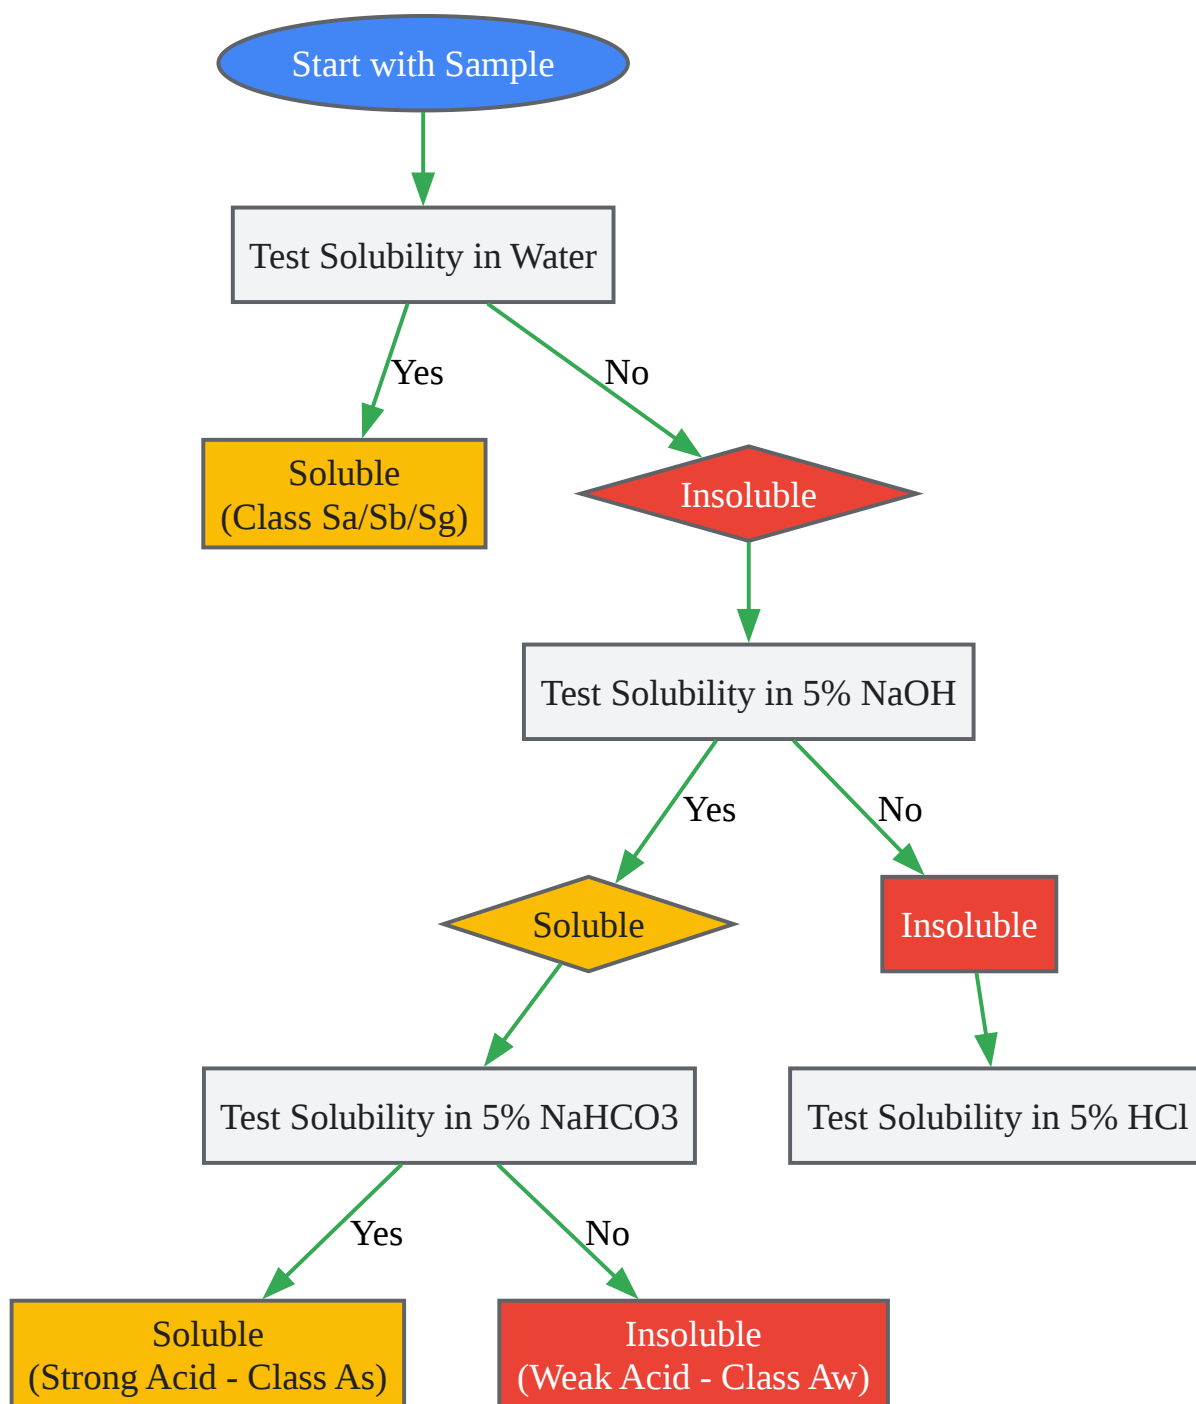 Start with Sample
Test Solubility in Water
Yes
No
Soluble
(Class Sa/Sb/Sg)
Insoluble
Test Solubility in 5% NaOH
Yes
No
Soluble
Insoluble
Test Solubility in 5% NaHCO3
Test Solubility in 5% HCl
Yes
No
Soluble
(Strong Acid - Class As)
Insoluble
(Weak Acid - Class Aw)